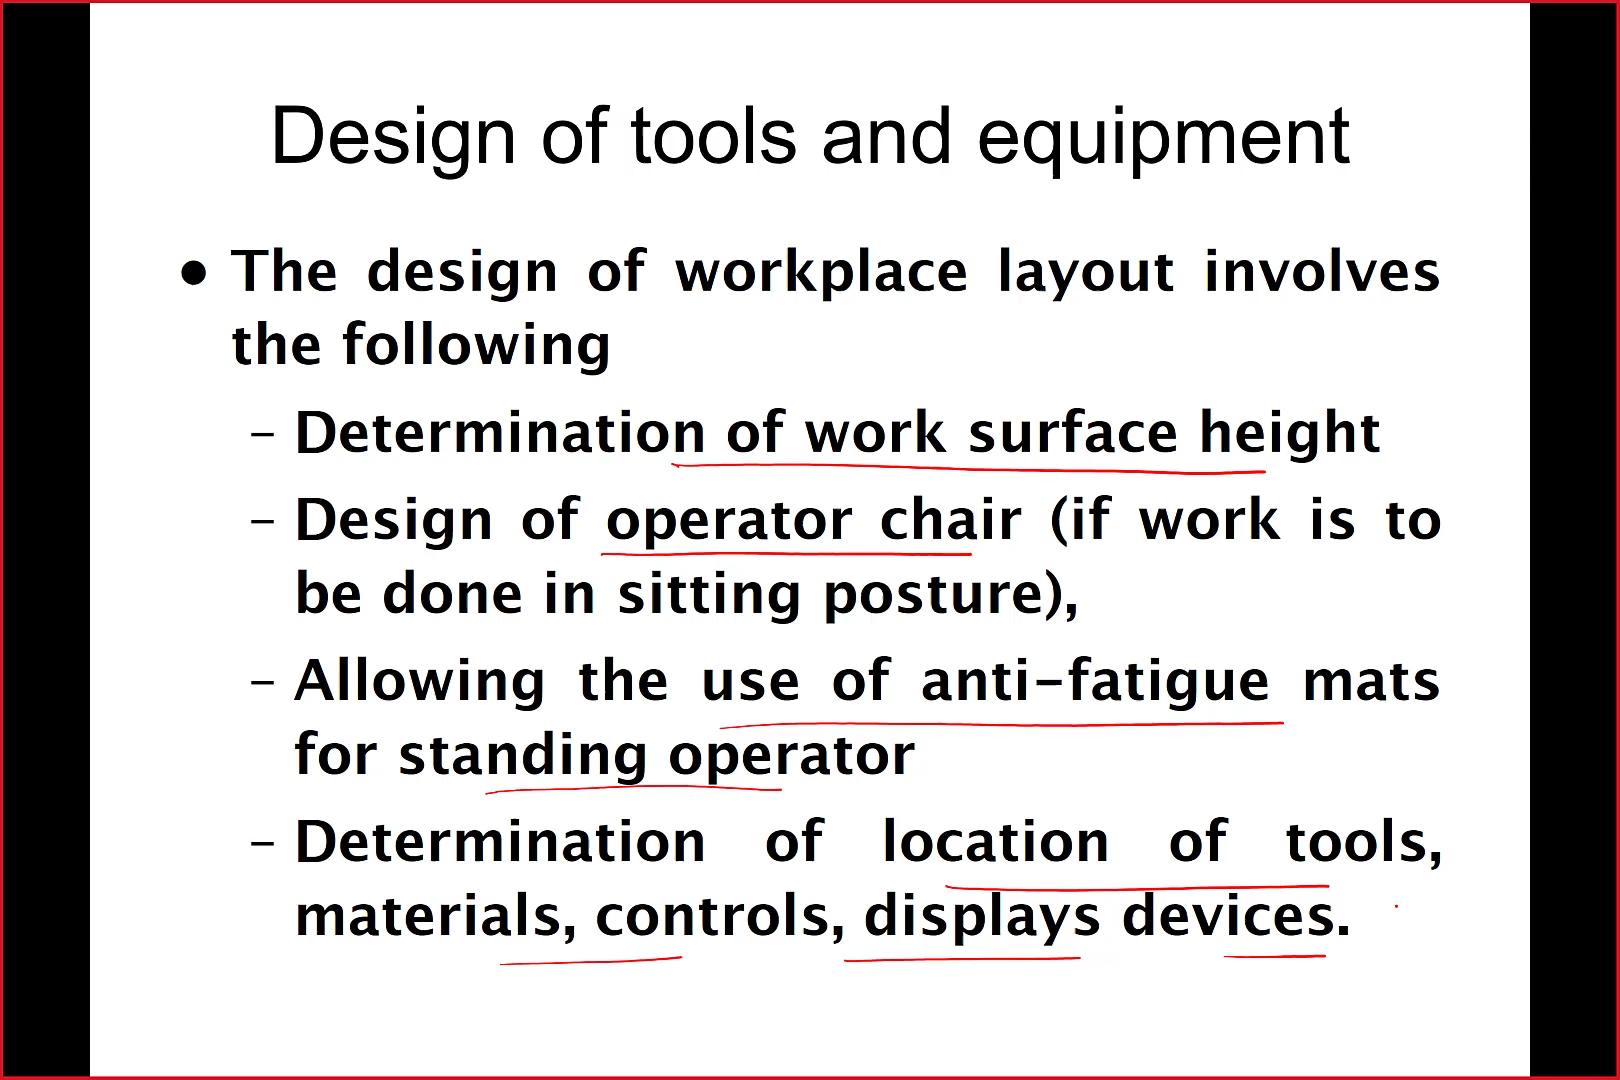 Design of tools and equipment
● The design of workplace layout involves
the following
– Determination of work surface height
– Design of operator chair (if work is to
be done in sitting posture),
– Allowing the use of anti–fatigue mats
for standing operator
– Determination of location of tools,
materials, controls, displays devices.